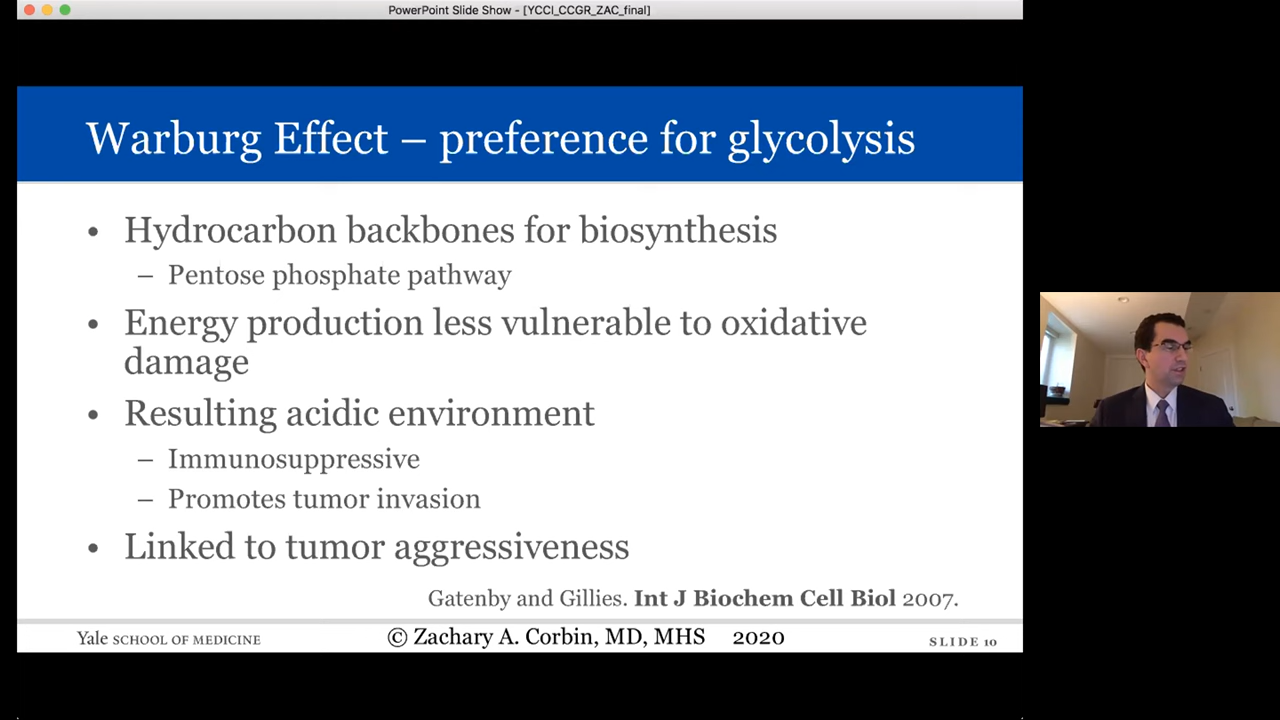 PowerPoint Slide Show - [YCCI_CCGR_ZAC_final]
Warburg Effect – preference for glycolysis
• Hydrocarbon backbones for biosynthesis
– Pentose phosphate pathway
• Energy production less vulnerable to oxidative
damage
• Resulting acidic environment
– Immunosuppressive
– Promotes tumor invasion
• Linked to tumor aggressiveness
Gatenby and Gillies. Int J Biochem Cell Biol 2007.
Yale SCHOOL OF MEDICINE © Zachary A. Corbin, MD, MHS 2020 SLIDE 10